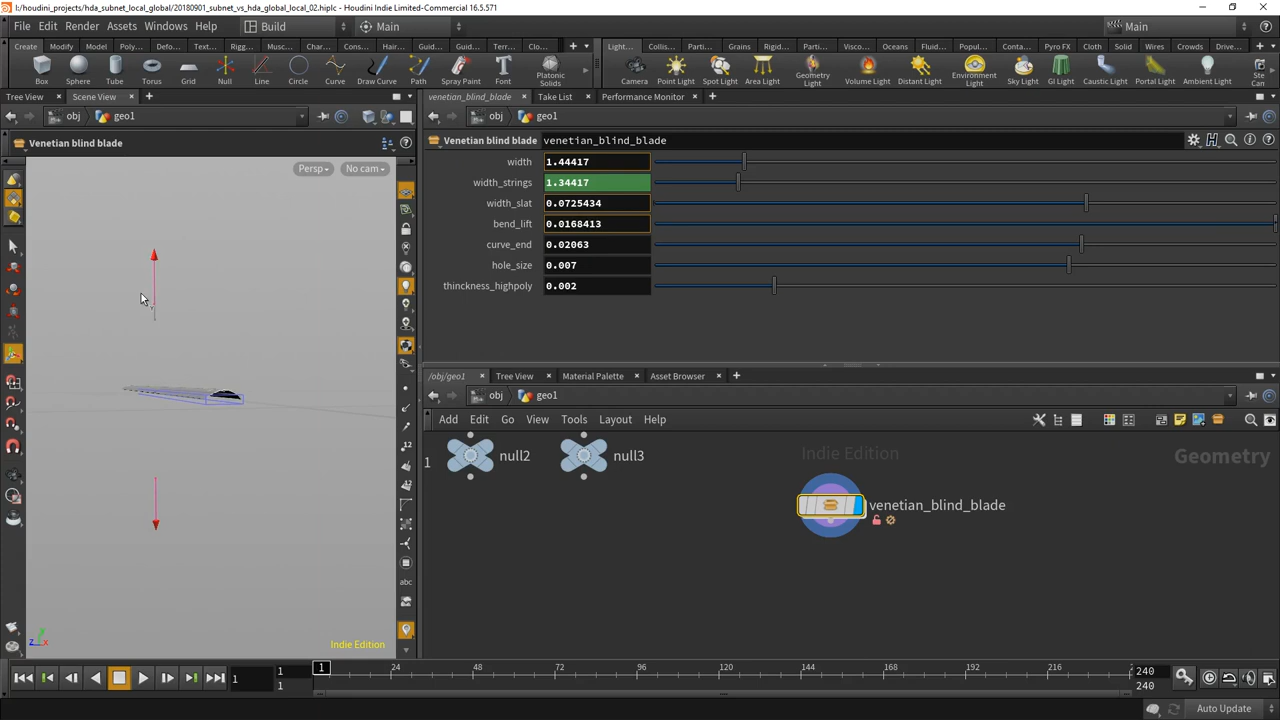 I:/houdini_projects/hda_subnet_local_global/20180901_subnet_vs_hda_global_local_02.hiplc - Houdini Indie Limited-Commercial 16.5.571
File Edit Render Assets Windows Help Build Main Main
Create Modify Model Poly... Defo... Text... Rigg... Musc... Char... Cons... Hair... Guid... Guid... Terr... Clo... Light... Collis... Parti... Grains Rigid... Parti... Visco... Oceans Fluid... Popul... Conta... Pyro FX Cloth Solid Wires Crowds Drive...
Box Sphere Tube Torus Grid Null Line Circle Curve Draw Curve Path Spray Paint Font Platonic Solids Camera Point Light Spot Light Area Light Geometry Light Volume Light Distant Light Environment Light Sky Light GI Light Caustic Light Portal Light Ambient Light Ste Can
Tree View Scene View venetian_blind_blade Take List Performance Monitor
obj geo1 obj geo1
Venetian blind blade Venetian blind blade venetian_blind_blade
Persp No cam
width 1.44417
width_strings 1.34417
width_slat 0.0725434
bend_lift 0.0168413
curve_end 0.02063
hole_size 0.007
thinckness_highpoly 0.002
/obj/geo1 Tree View Material Palette Asset Browser
obj geo1
Add Edit Go View Tools Layout Help
1 null2 null3 Indie Edition Geometry
venetian_blind_blade
12
abc
z x
Indie Edition
1 1 1 1 24 48 72 96 120 144 168 192 216 2 240 240
Auto Update